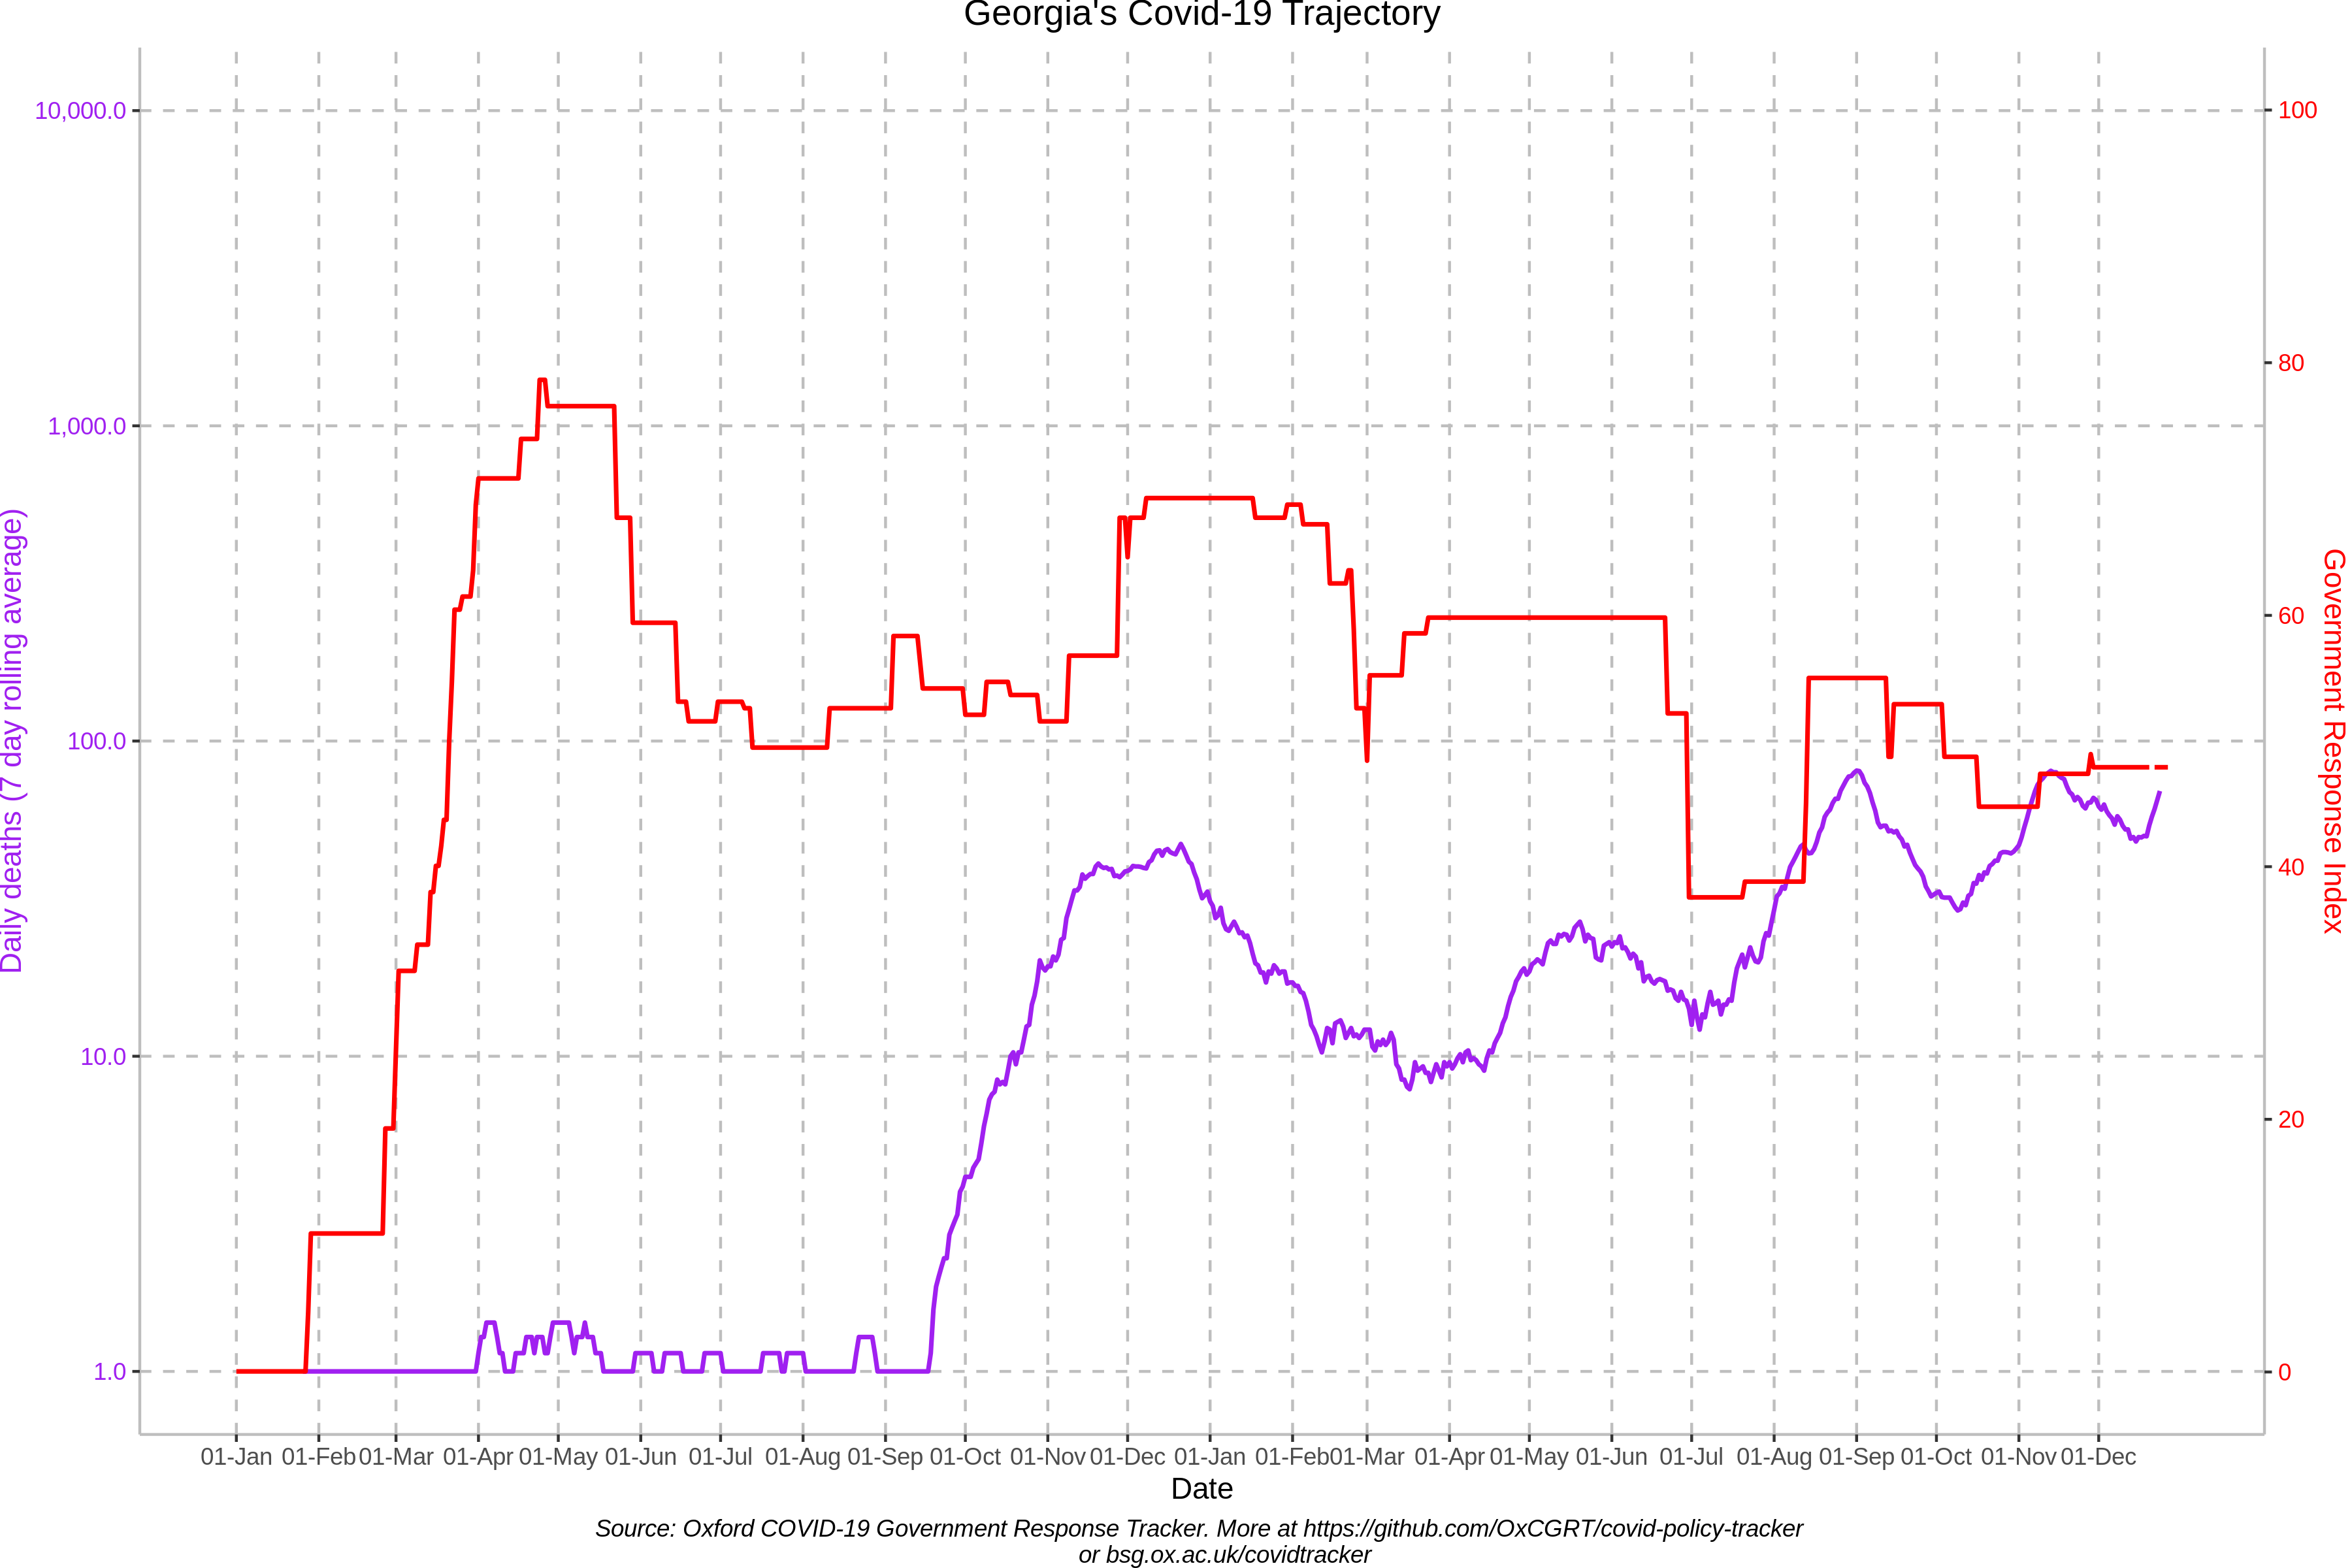 Georgia's Covid-19 Trajectory
10,000.0
1,000.0
100.0
10.0
1.0
Daily deaths (7 day rolling average)
100
80
60
40
20
0
Government Response Index
01-Jan 01-Feb 01-Mar 01-Apr 01-May 01-Jun 01-Jul 01-Aug 01-Sep 01-Oct 01-Nov 01-Dec 01-Jan 01-Feb 01-Mar 01-Apr 01-May 01-Jun 01-Jul 01-Aug 01-Sep 01-Oct 01-Nov 01-Dec
Date
Source: Oxford COVID-19 Government Response Tracker. More at https://github.com/OxCGRT/covid-policy-tracker
or bsg.ox.ac.uk/covidtracker